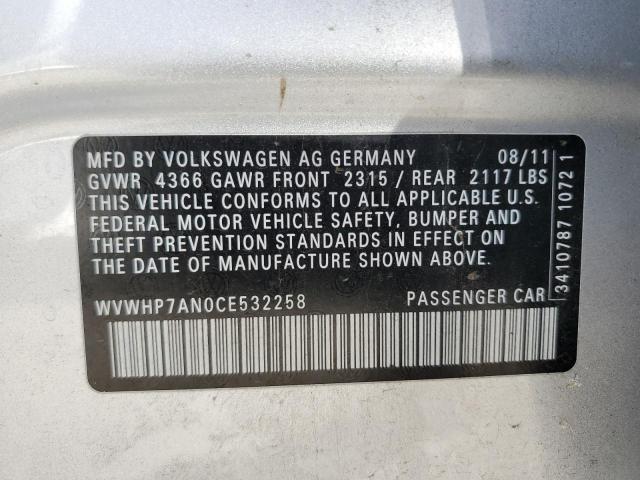 MFD BY VOLKSWAGEN AG GERMANY 08/11
GVWR 4366 GAWR FRONT 2315 / REAR 2117 LBS
THIS VEHICLE CONFORMS TO ALL APPLICABLE U.S.
FEDERAL MOTOR VEHICLE SAFETY, BUMPER AND
THEFT PREVENTION STANDARDS IN EFFECT ON
THE DATE OF MANUFACTURE SHOWN ABOVE.
WVWHP7AN0CE532258 PASSENGER CAR
3410787 1072 1